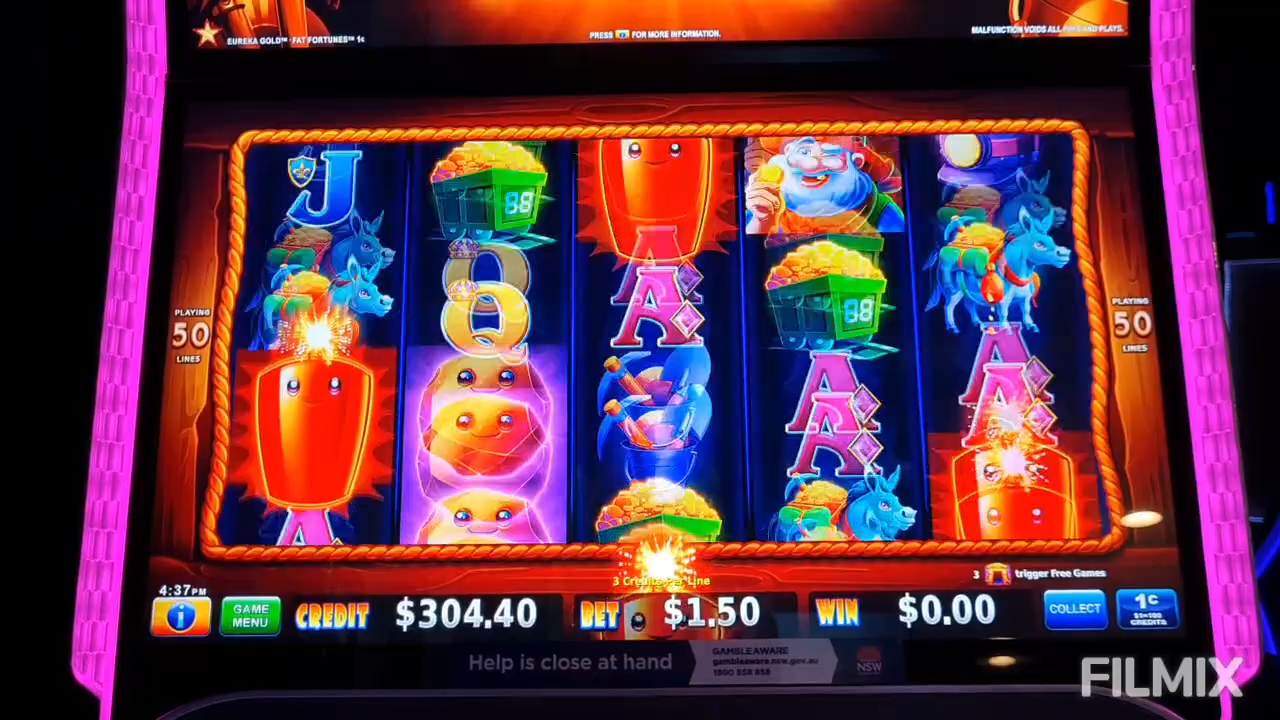 EUREKA GOLD™ · FAT FORTUNES™ 1¢
PRESS FOR MORE INFORMATION.
MALFUNCTION VOIDS ALL PAYS AND PLAYS.
J
88
A
PLAYING
50
LINES
Q
Q
A
A
88
A
A
A
A
PLAYING
50
LINES
A
3 Credits Per Line
3 trigger Free Games
4:37PM
i
GAME
MENU
CREDIT $304.40
BET $1.50
WIN $0.00
COLLECT
1¢
$1=100
CREDITS
Help is close at hand
GAMBLEAWARE
gambleaware.nsw.gov.au
1800 858 858
NSW
FILMIX